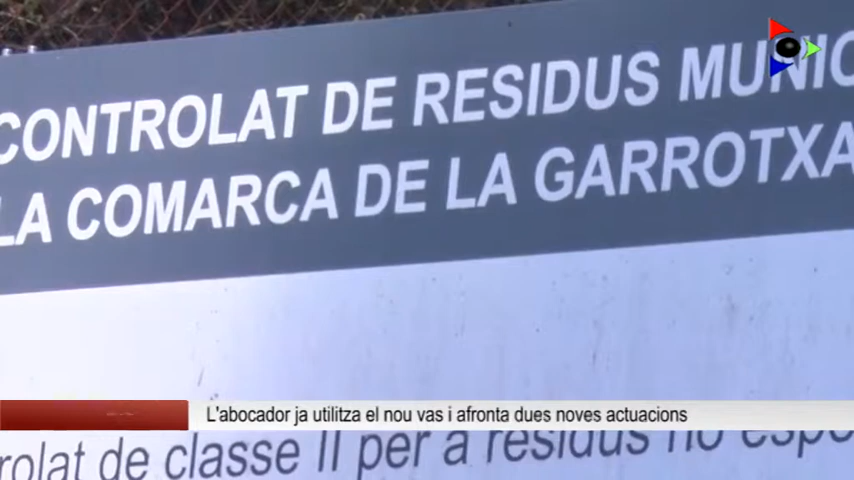 CONTROLAT DE RESIDUS MUNIC
LA COMARCA DE LA GARROTXA
L'abocador ja utilitza el nou vas i afronta dues noves actuacions
rolat de classe II per a residus no espe